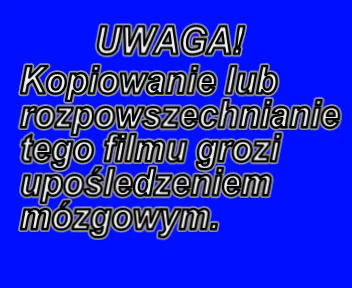 UWAGA!
Kopiowanie lub
rozpowszechnianie
tego filmu grozi
upośledzeniem
mózgowym.